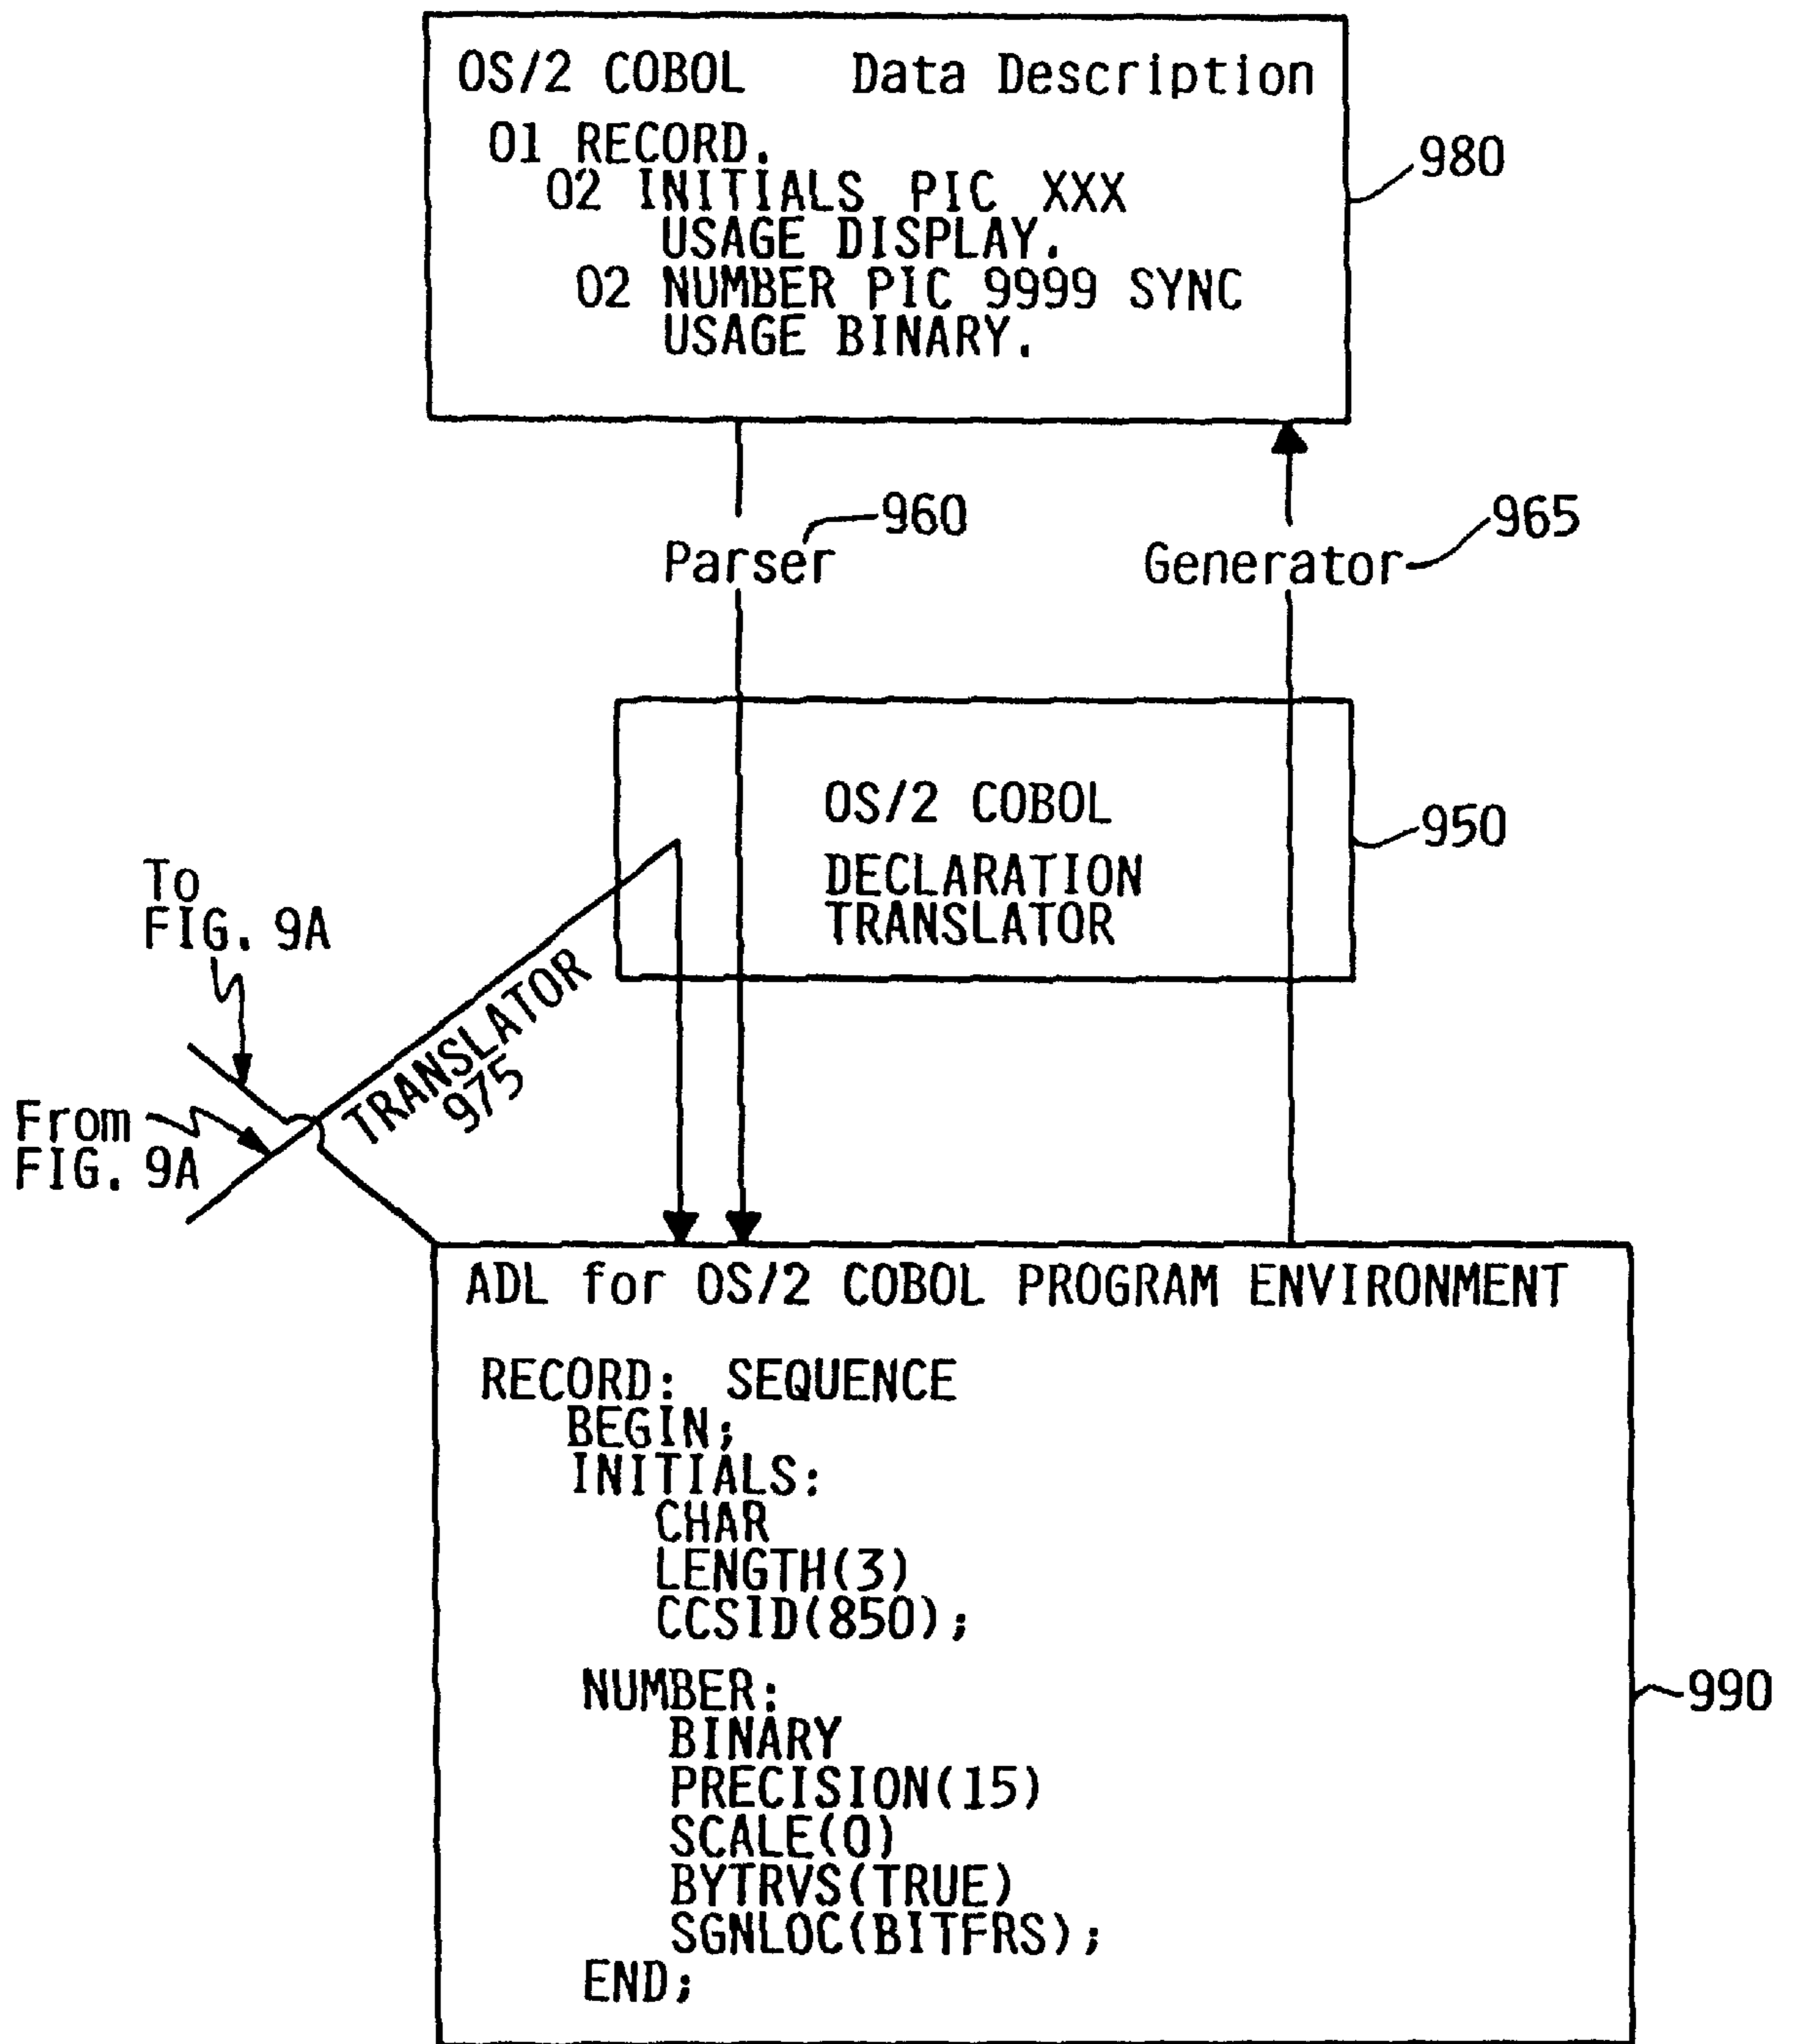 OS/2 COBOL Data Description
01 RECORD.
02 INITIALS PIC XXX
USAGE DISPLAY.
02 NUMBER PIC 9999 SYNC
USAGE BINARY.
980
960
Parser
965
Generator
OS/2 COBOL
DECLARATION
TRANSLATOR
950
To
FIG. 9A
TRANSLATOR
975
From
FIG. 9A
ADL for OS/2 COBOL PROGRAM ENVIRONMENT
RECORD: SEQUENCE
BEGIN;
INITIALS:
CHAR
LENGTH(3)
CCSID(850);
NUMBER:
BINARY
PRECISION(15)
SCALE(0)
BYTRVS(TRUE)
SGNLOC(BITFRS);
END;
990